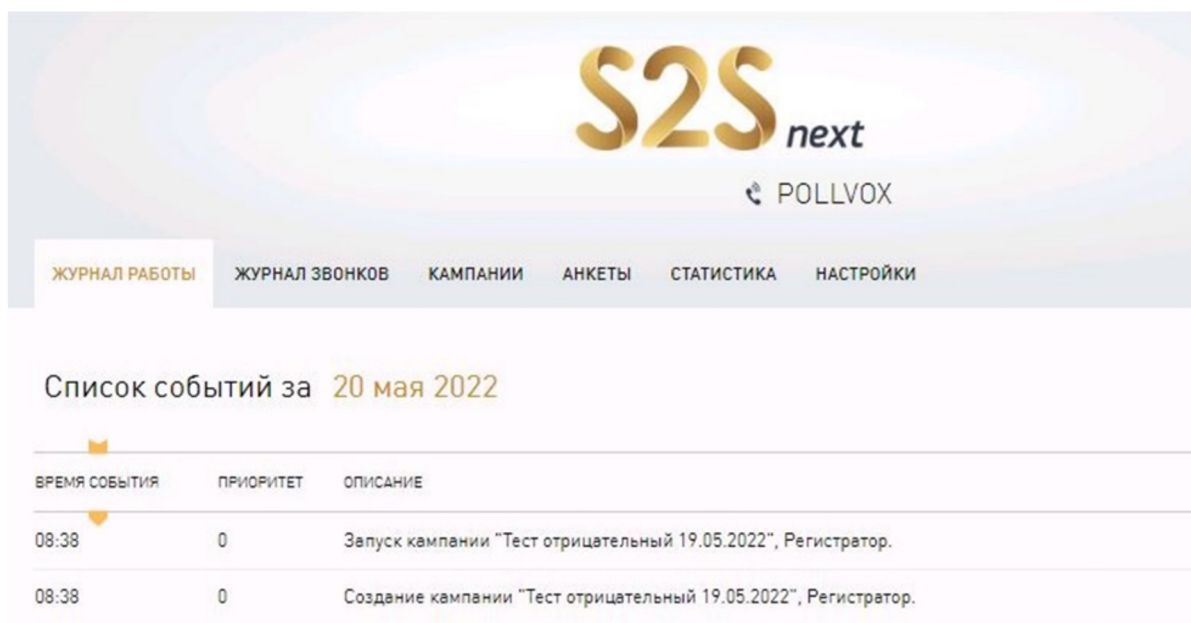 S2S next
POLLVOX
ЖУРНАЛ РАБОТЫ ЖУРНАЛ ЗВОНКОВ КАМПАНИИ АНКЕТЫ СТАТИСТИКА НАСТРОЙКИ
Список событий за 20 мая 2022
ВРЕМЯ СОБЫТИЯ ПРИОРИТЕТ ОПИСАНИЕ
08:38 0 Запуск кампании "Тест отрицательный 19.05.2022", Регистратор.
08:38 0 Создание кампании "Тест отрицательный 19.05.2022", Регистратор.